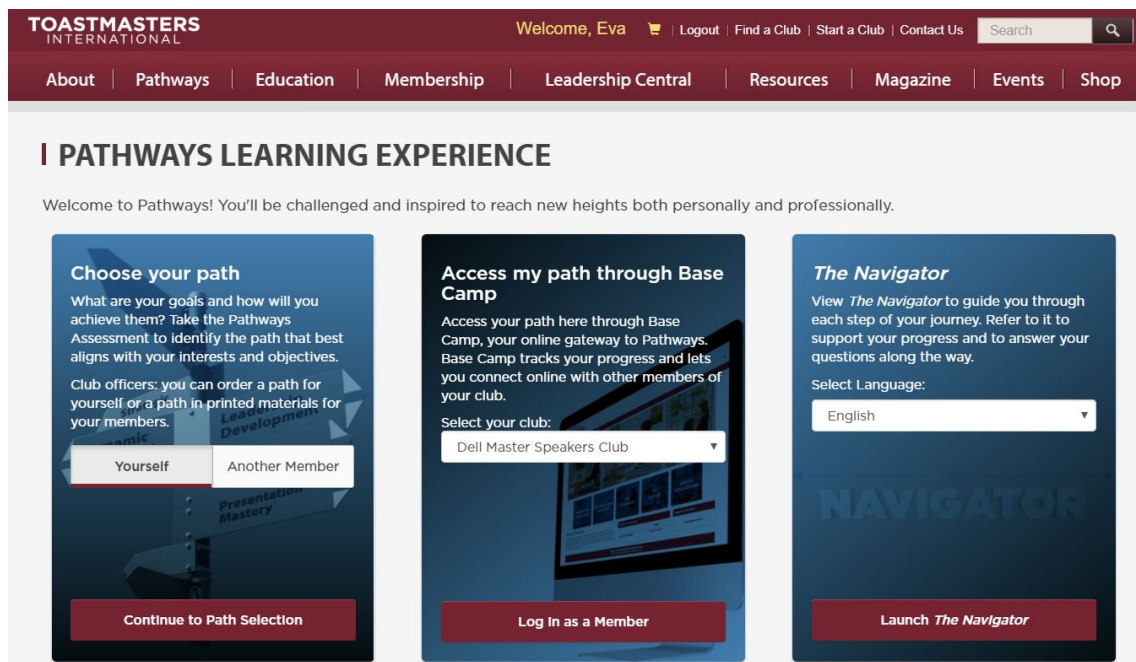 TOASTMASTERS
INTERNATIONAL
Welcome, Eva | Logout | Find a Club | Start a Club | Contact Us Search
About | Pathways | Education | Membership | Leadership Central | Resources | Magazine | Events | Shop
PATHWAYS LEARNING EXPERIENCE
Welcome to Pathways! You'll be challenged and inspired to reach new heights both personally and professionally.
Choose your path
What are your goals and how will you
achieve them? Take the Pathways
Assessment to identify the path that best
aligns with your interests and objectives.
Club officers: you can order a path for
yourself or a path in printed materials for
your members.
Leadership
Development
Yourself
Another Member
Presentation
Mastery
Continue to Path Selection
Access my path through Base
Camp
Access your path here through Base
Camp, your online gateway to Pathways.
Base Camp tracks your progress and lets
you connect online with other members of
your club.
Select your club:
Dell Master Speakers Club
Log in as a Member
The Navigator
View The Navigator to guide you through
each step of your journey. Refer to it to
support your progress and to answer your
questions along the way.
Select Language:
English
NAVIGATOR
Launch The Navigator